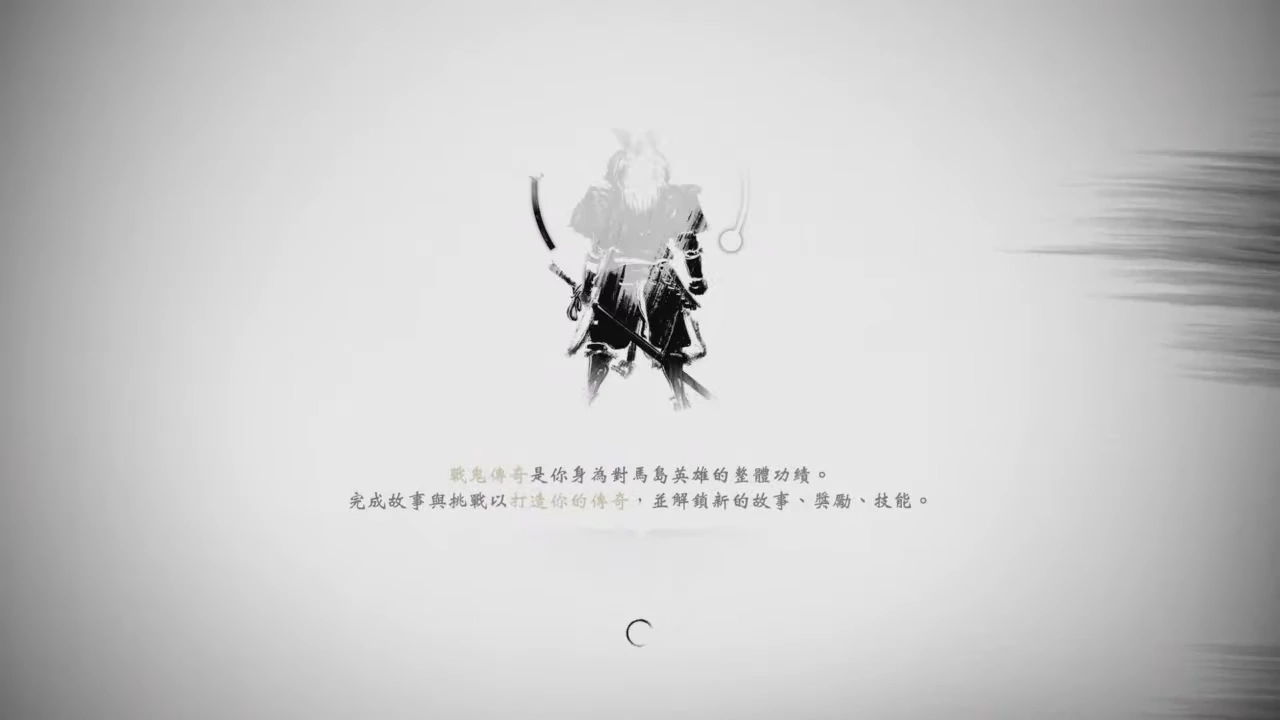 戰鬼傳奇是你身為對馬島英雄的整體功績。
完成故事與挑戰以打造你的傳奇，並解鎖新的故事、獎勵、技能。